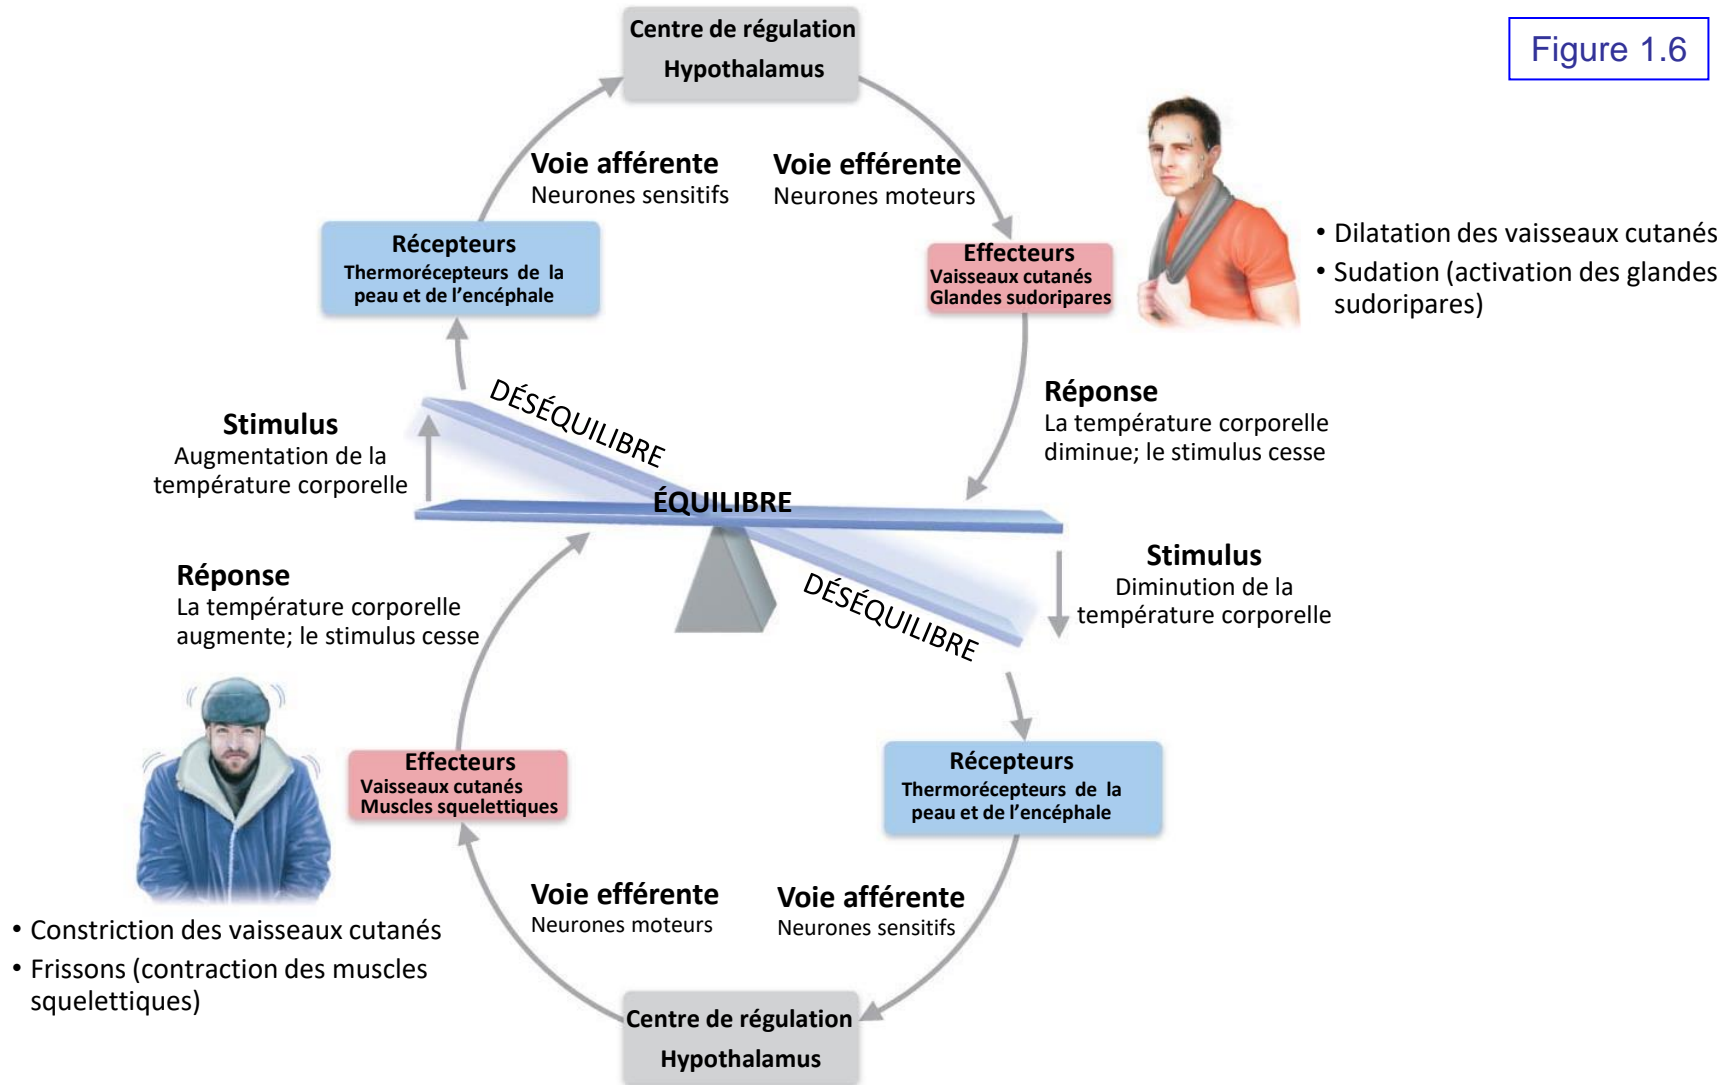 Centre de régulation
Hypothalamus
Figure 1.6
Voie afférente
Neurones sensitifs
Voie efférente
Neurones moteurs
Récepteurs
Thermorécepteurs de la
peau et de l'encéphale
Effecteurs
Vaisseaux cutanés
Glandes sudoripares
• Dilatation des vaisseaux cutanés
• Sudation (activation des glandes
sudoripares)
Stimulus
Augmentation de la
température corporelle
DÉSÉQUILIBRE
Réponse
La température corporelle
diminue; le stimulus cesse
ÉQUILIBRE
Réponse
La température corporelle
augmente; le stimulus cesse
DÉSÉQUILIBRE
Stimulus
Diminution de la
température corporelle
Effecteurs
Vaisseaux cutanés
Muscles squelettiques
Récepteurs
Thermorécepteurs de la
peau et de l'encéphale
Voie efférente
Neurones moteurs
Voie afférente
Neurones sensitifs
• Constriction des vaisseaux cutanés
• Frissons (contraction des muscles
squelettiques)
Centre de régulation
Hypothalamus